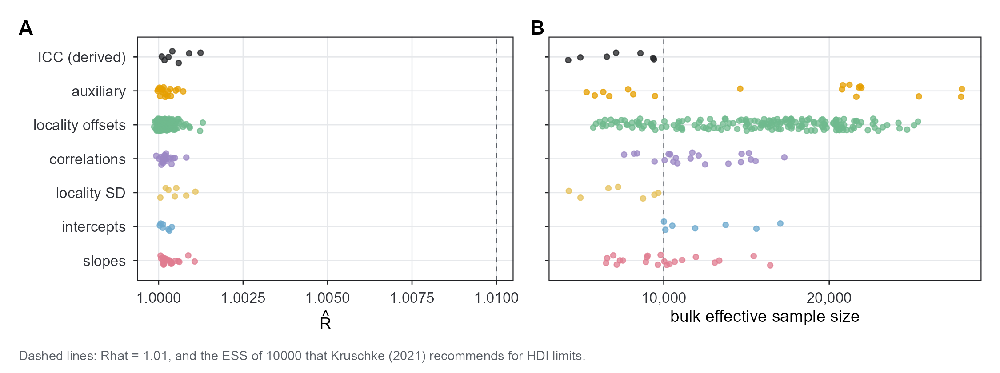 A
B
ICC (derived)
auxiliary
locality offsets
correlations
locality SD
intercepts
slopes
1.0000 1.0025 1.0050 1.0075 1.0100
10,000 20,000
R̂
bulk effective sample size
Dashed lines: Rhat = 1.01, and the ESS of 10000 that Kruschke (2021) recommends for HDI limits.